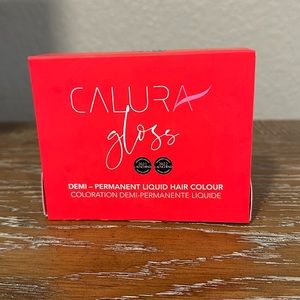 CALURA
gloss
DEMI – PERMANENT LIQUID HAIR COLOUR
COLORATION DEMI-PERMANENTE LIQUIDE